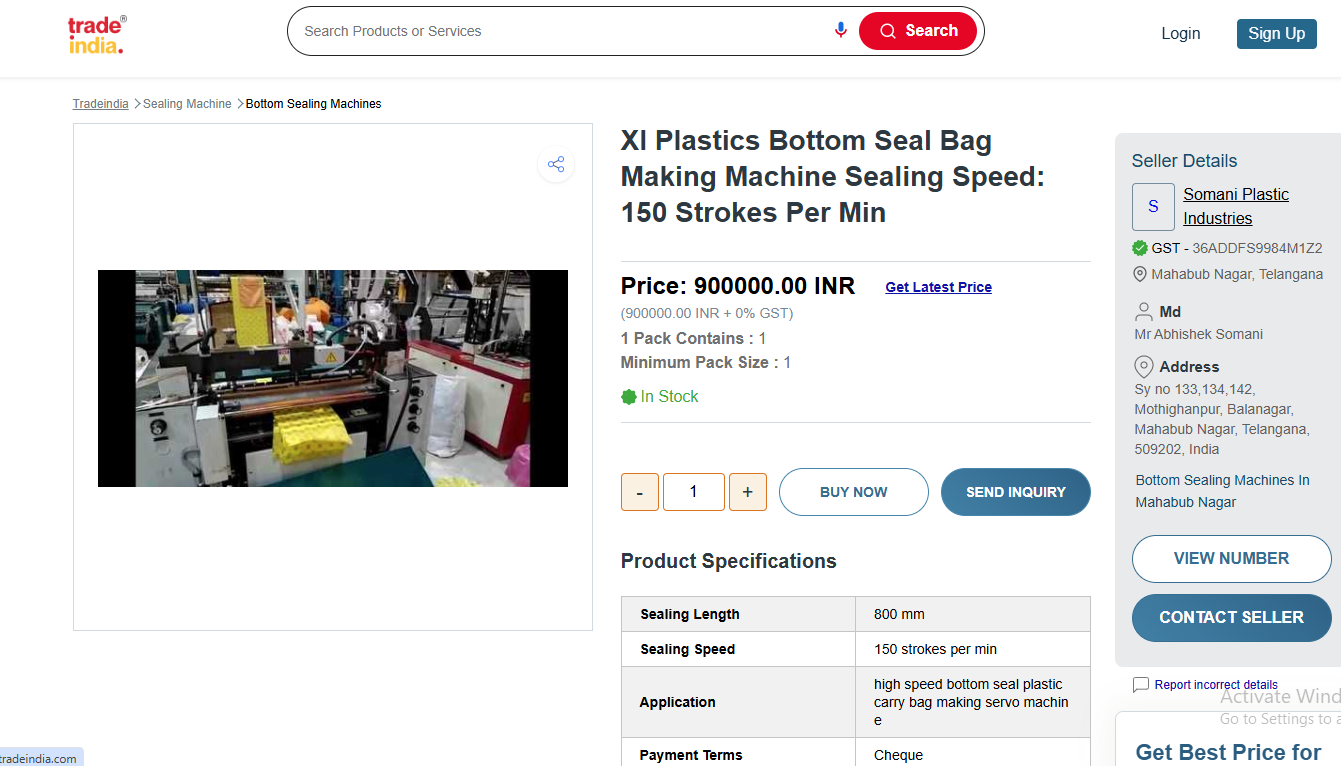 trade®
india.
Search Products or Services
Search
Login
Sign Up
Tradeindia
Sealing Machine
Bottom Sealing Machines
Xl Plastics Bottom Seal Bag
Making Machine Sealing Speed:
150 Strokes Per Min
Price: 900000.00 INR
Get Latest Price
(900000.00 INR + 0% GST)
1 Pack Contains : 1
Minimum Pack Size : 1
In Stock
-
1
+
BUY NOW
SEND INQUIRY
Product Specifications
Sealing Length
800 mm
Sealing Speed
150 strokes per min
Application
high speed bottom seal plastic
carry bag making servo machin
e
Payment Terms
Cheque
Seller Details
S
Somani Plastic
Industries
GST - 36ADDFS9984M1Z2
Mahabub Nagar, Telangana
Md
Mr Abhishek Somani
Address
Sy no 133,134,142,
Mothighanpur, Balanagar,
Mahabub Nagar, Telangana,
509202, India
Bottom Sealing Machines In
Mahabub Nagar
VIEW NUMBER
CONTACT SELLER
Report incorrect details
Activate Wind
Go to Settings to a
Get Best Price for
tradeindia.com